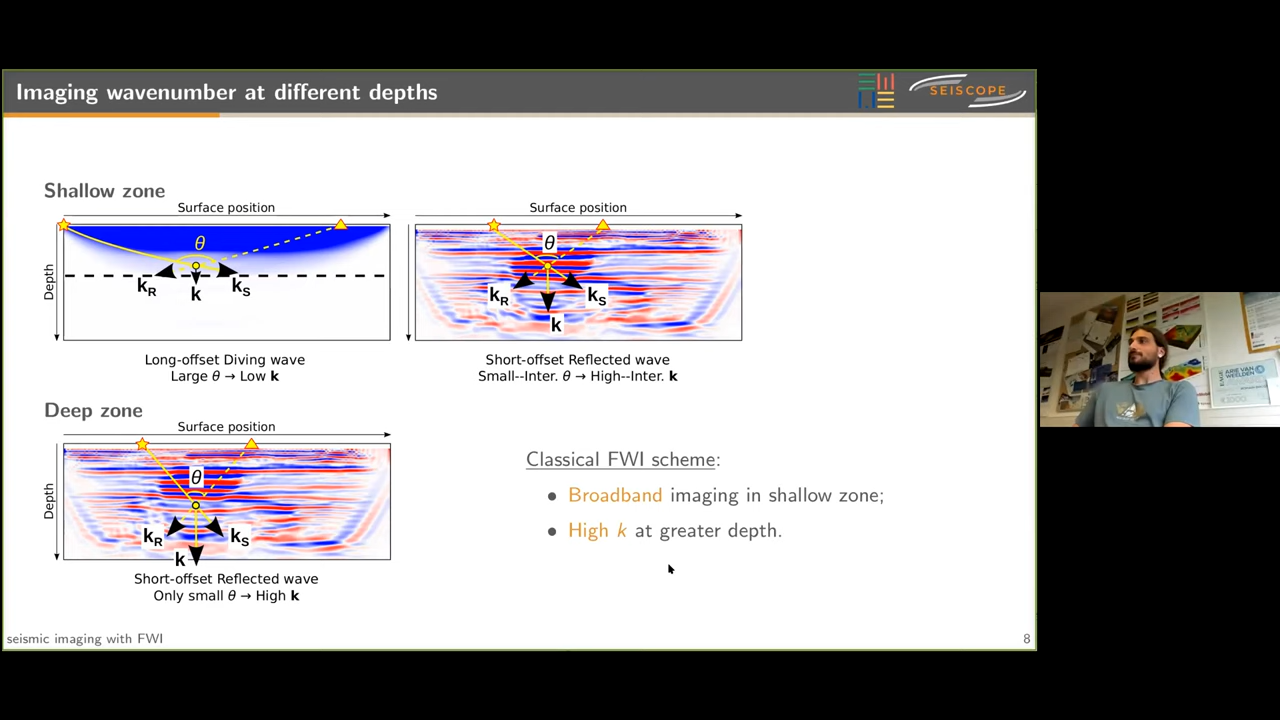 Imaging wavenumber at different depths
SEISCOPE
Shallow zone
Surface position
Depth
θ
k_R
k
k_S
Long-offset Diving wave
Large θ → Low k
Surface position
θ
k_R
k_S
k
Short-offset Reflected wave
Small--Inter. θ → High--Inter. k
Deep zone
Surface position
Depth
θ
k_R
k_S
k
Short-offset Reflected wave
Only small θ → High k
Classical FWI scheme:
• Broadband imaging in shallow zone;
• High k at greater depth.
seismic imaging with FWI
8
ARIE VAN
WEELDEN